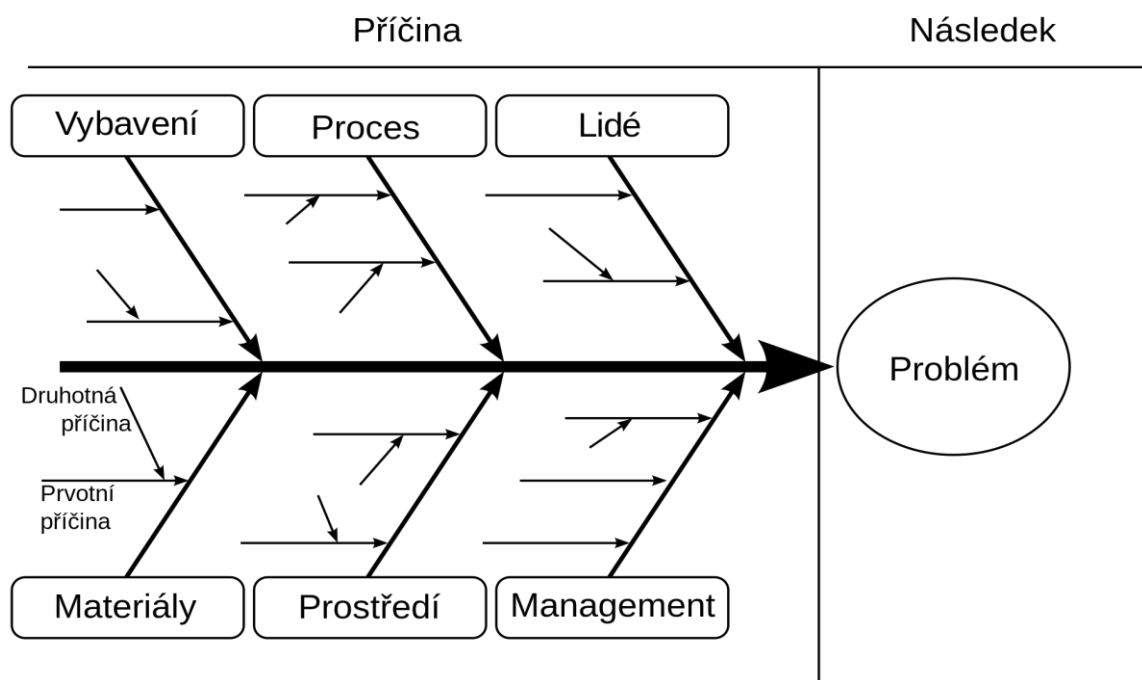 Příčina
Následek
Vybavení
Proces
Lidé
Problém
Druhotná
příčina
Prvotní
příčina
Materiály
Prostředí
Management